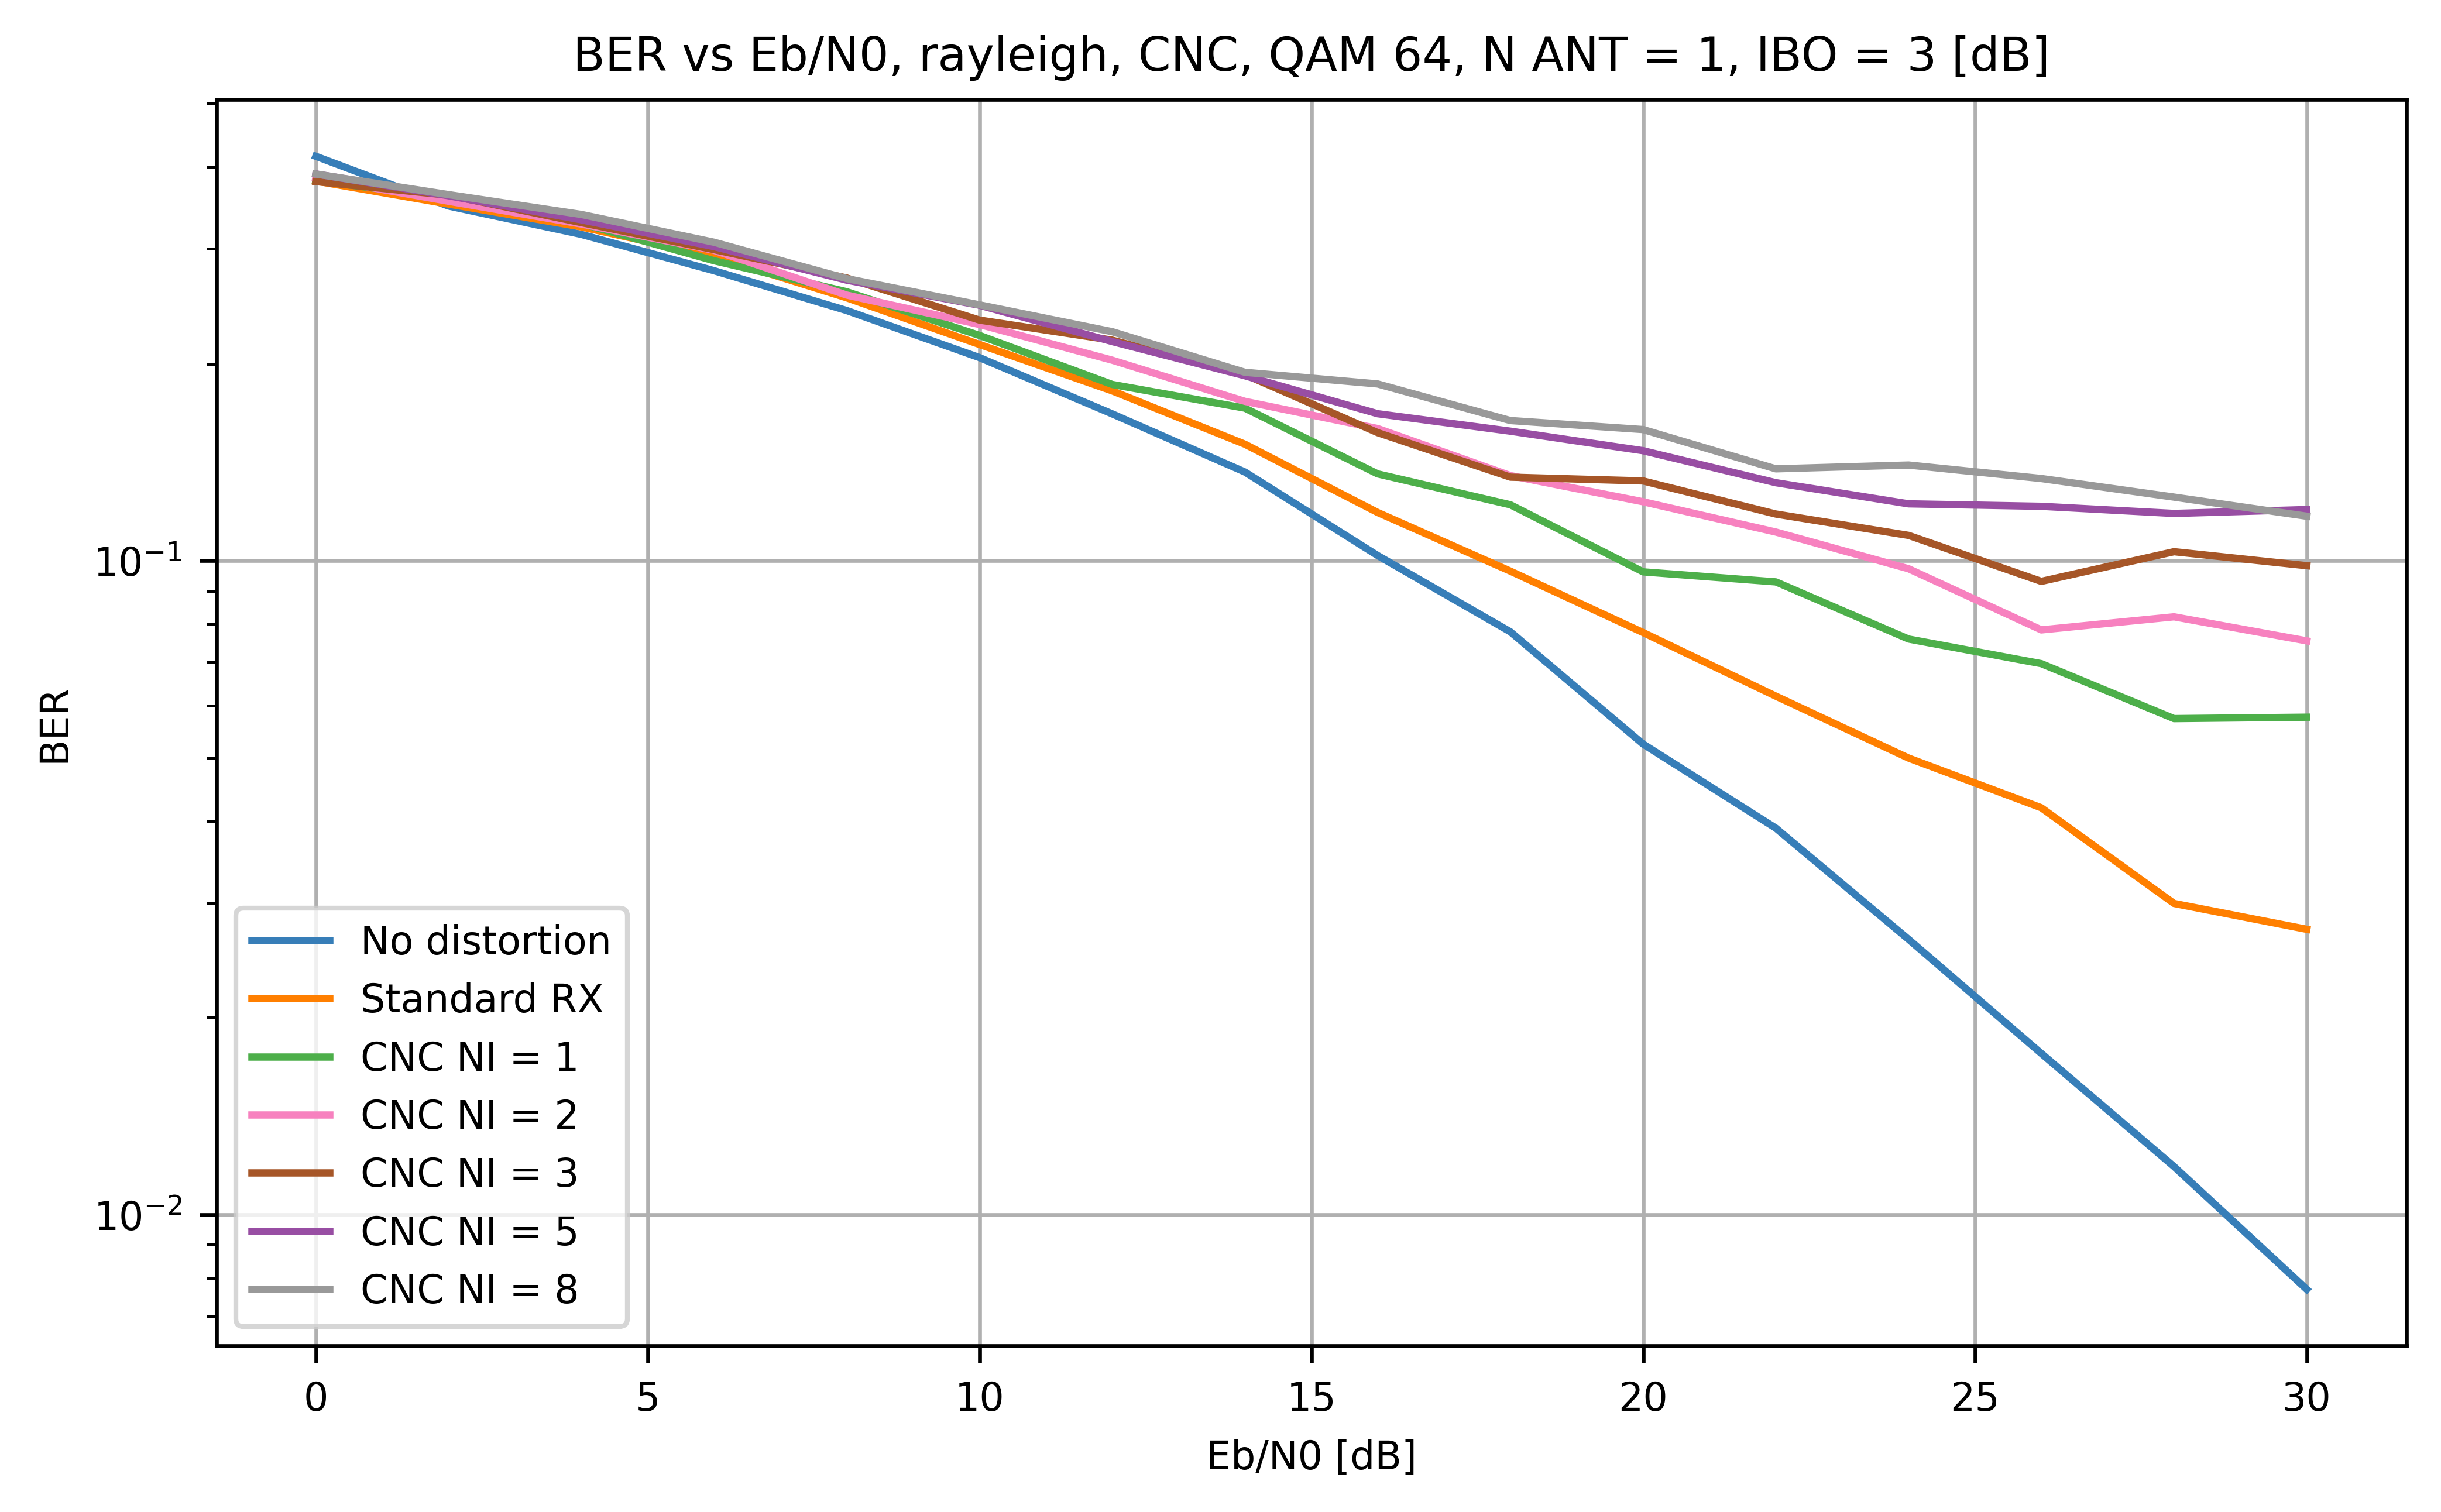 BER vs Eb/N0, rayleigh, CNC, QAM 64, N ANT = 1, IBO = 3 [dB]
BER
10⁻¹
10⁻²
No distortion
Standard RX
CNC NI = 1
CNC NI = 2
CNC NI = 3
CNC NI = 5
CNC NI = 8
0 5 10 15 20 25 30
Eb/N0 [dB]